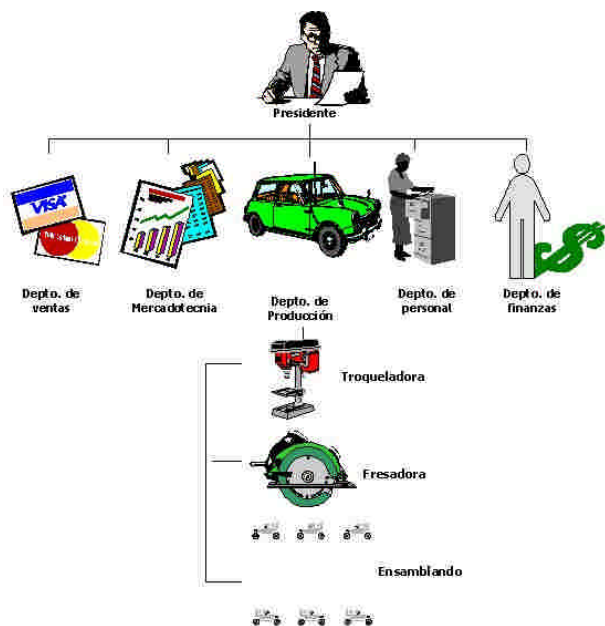 Presidente
VISA
Depto. de
ventas
Depto. de
Mercadotecnia
Depto. de
Producción
Depto. de
personal
Depto. de
finanzas
Troqueladora
Fresadora
Ensamblando